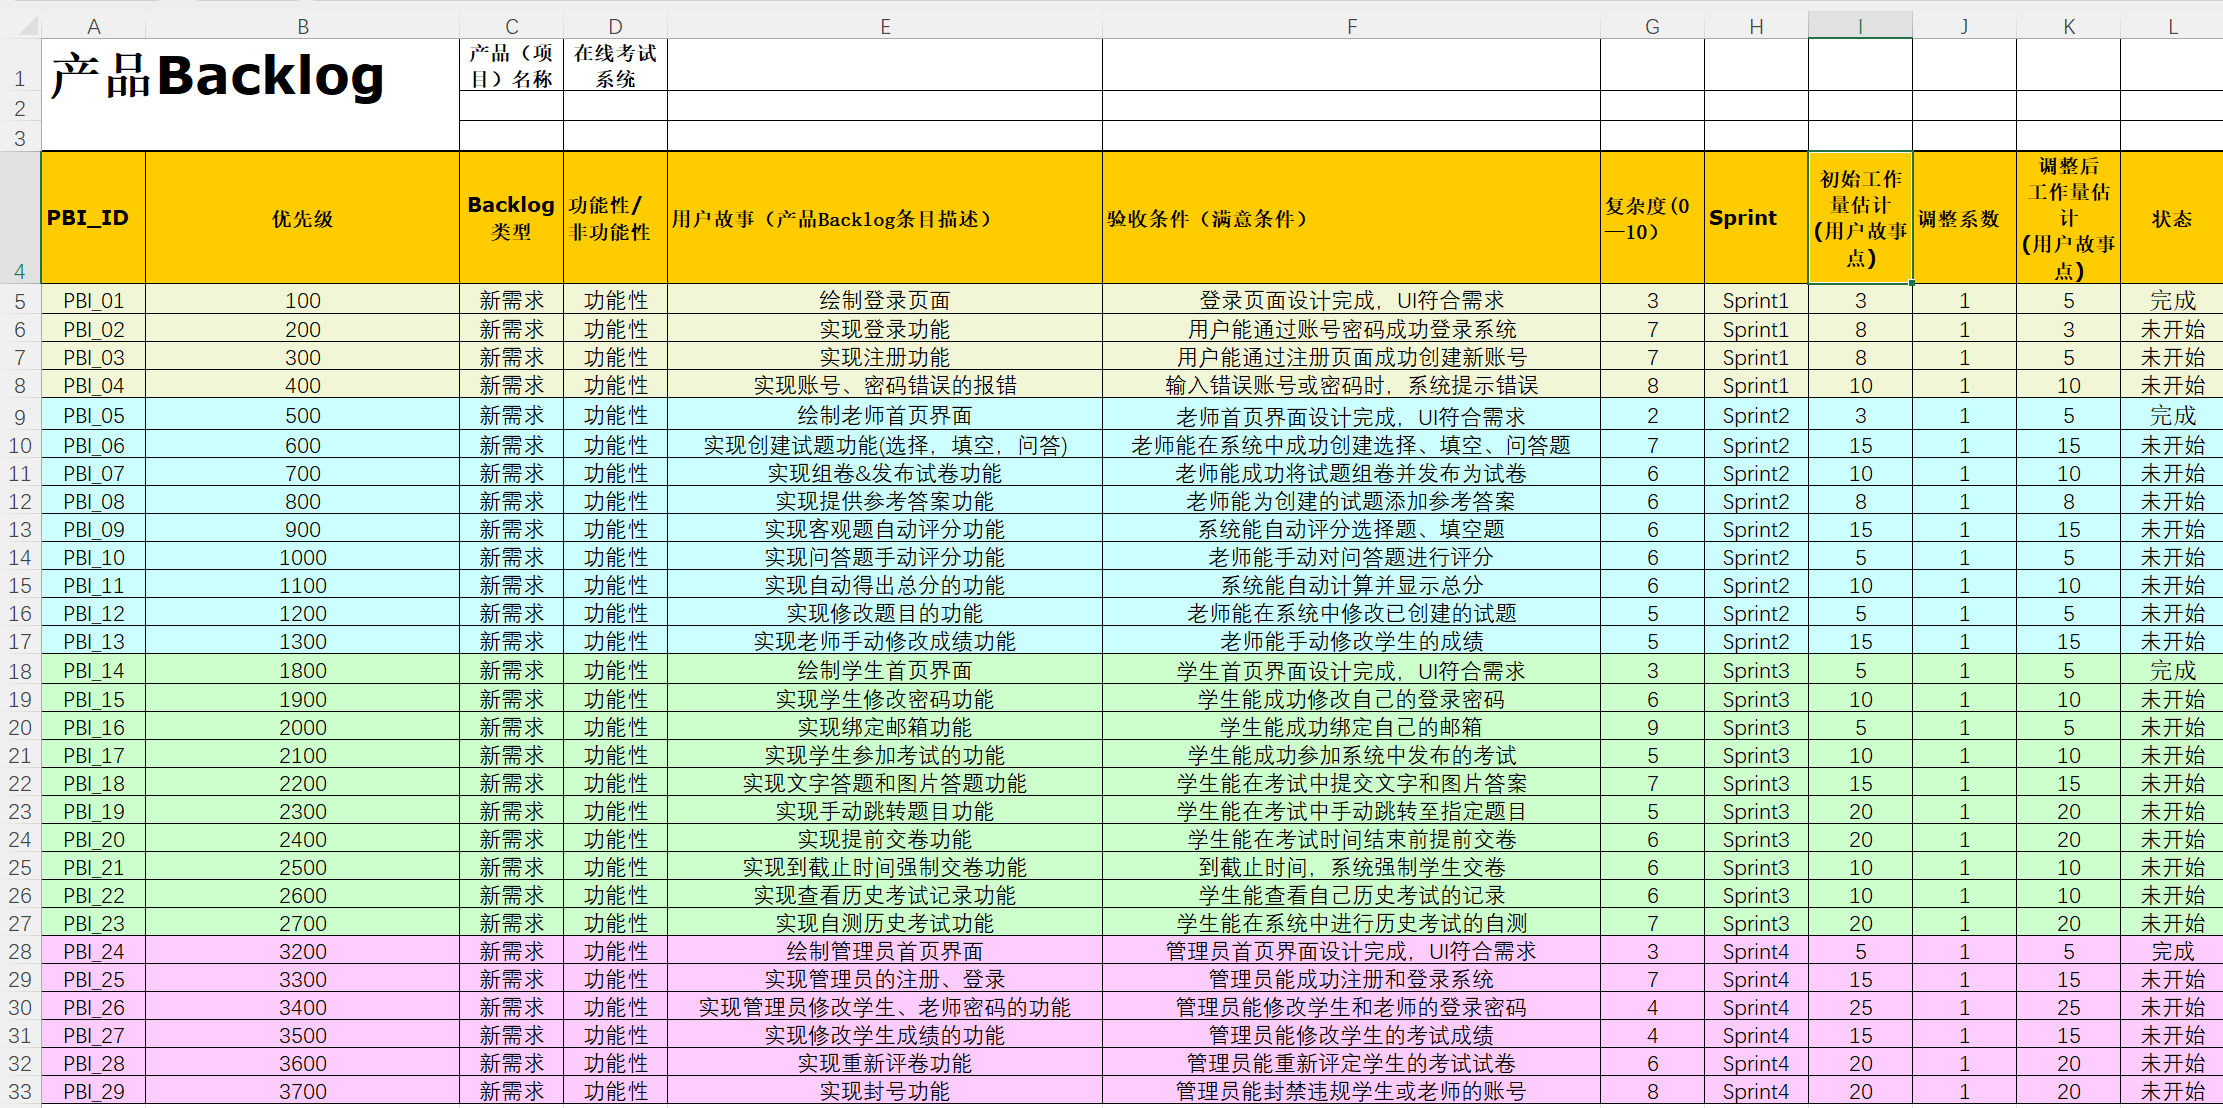 A B C D E F G H I J K L
1 产品Backlog 产品（项目）名称 在线考试系统
2
3
4 PBI_ID 优先级 Backlog类型 功能性/非功能性 用户故事（产品Backlog条目描述） 验收条件（满意条件） 复杂度(0—10） Sprint 初始工作量估计(用户故事点) 调整系数 调整后工作量估计(用户故事点) 状态
5 PBI_01 100 新需求 功能性 绘制登录页面 登录页面设计完成，UI符合需求 3 Sprint1 3 1 5 完成
6 PBI_02 200 新需求 功能性 实现登录功能 用户能通过账号密码成功登录系统 7 Sprint1 8 1 3 未开始
7 PBI_03 300 新需求 功能性 实现注册功能 用户能通过注册页面成功创建新账号 7 Sprint1 8 1 5 未开始
8 PBI_04 400 新需求 功能性 实现账号、密码错误的报错 输入错误账号或密码时，系统提示错误 8 Sprint1 10 1 10 未开始
9 PBI_05 500 新需求 功能性 绘制老师首页界面 老师首页界面设计完成，UI符合需求 2 Sprint2 3 1 5 完成
10 PBI_06 600 新需求 功能性 实现创建试题功能(选择，填空，问答) 老师能在系统中成功创建选择、填空、问答题 7 Sprint2 15 1 15 未开始
11 PBI_07 700 新需求 功能性 实现组卷&发布试卷功能 老师能成功将试题组卷并发布为试卷 6 Sprint2 10 1 10 未开始
12 PBI_08 800 新需求 功能性 实现提供参考答案功能 老师能为创建的试题添加参考答案 6 Sprint2 8 1 8 未开始
13 PBI_09 900 新需求 功能性 实现客观题自动评分功能 系统能自动评分选择题、填空题 6 Sprint2 15 1 15 未开始
14 PBI_10 1000 新需求 功能性 实现问答题手动评分功能 老师能手动对问答题进行评分 6 Sprint2 5 1 5 未开始
15 PBI_11 1100 新需求 功能性 实现自动得出总分的功能 系统能自动计算并显示总分 6 Sprint2 10 1 10 未开始
16 PBI_12 1200 新需求 功能性 实现修改题目的功能 老师能在系统中修改已创建的试题 5 Sprint2 5 1 5 未开始
17 PBI_13 1300 新需求 功能性 实现老师手动修改成绩功能 老师能手动修改学生的成绩 5 Sprint2 15 1 15 未开始
18 PBI_14 1800 新需求 功能性 绘制学生首页界面 学生首页界面设计完成，UI符合需求 3 Sprint3 5 1 5 完成
19 PBI_15 1900 新需求 功能性 实现学生修改密码功能 学生能成功修改自己的登录密码 6 Sprint3 10 1 10 未开始
20 PBI_16 2000 新需求 功能性 实现绑定邮箱功能 学生能成功绑定自己的邮箱 9 Sprint3 5 1 5 未开始
21 PBI_17 2100 新需求 功能性 实现学生参加考试的功能 学生能成功参加系统中发布的考试 5 Sprint3 10 1 10 未开始
22 PBI_18 2200 新需求 功能性 实现文字答题和图片答题功能 学生能在考试中提交文字和图片答案 7 Sprint3 15 1 15 未开始
23 PBI_19 2300 新需求 功能性 实现手动跳转题目功能 学生能在考试中手动跳转至指定题目 5 Sprint3 20 1 20 未开始
24 PBI_20 2400 新需求 功能性 实现提前交卷功能 学生能在考试时间结束前提前交卷 6 Sprint3 20 1 20 未开始
25 PBI_21 2500 新需求 功能性 实现到截止时间强制交卷功能 到截止时间，系统强制学生交卷 6 Sprint3 10 1 10 未开始
26 PBI_22 2600 新需求 功能性 实现查看历史考试记录功能 学生能查看自己历史考试的记录 6 Sprint3 10 1 10 未开始
27 PBI_23 2700 新需求 功能性 实现自测历史考试功能 学生能在系统中进行历史考试的自测 7 Sprint3 20 1 20 未开始
28 PBI_24 3200 新需求 功能性 绘制管理员首页界面 管理员首页界面设计完成，UI符合需求 3 Sprint4 5 1 5 完成
29 PBI_25 3300 新需求 功能性 实现管理员的注册、登录 管理员能成功注册和登录系统 7 Sprint4 15 1 15 未开始
30 PBI_26 3400 新需求 功能性 实现管理员修改学生、老师密码的功能 管理员能修改学生和老师的登录密码 4 Sprint4 25 1 25 未开始
31 PBI_27 3500 新需求 功能性 实现修改学生成绩的功能 管理员能修改学生的考试成绩 4 Sprint4 15 1 15 未开始
32 PBI_28 3600 新需求 功能性 实现重新评卷功能 管理员能重新评定学生的考试试卷 6 Sprint4 20 1 20 未开始
33 PBI_29 3700 新需求 功能性 实现封号功能 管理员能封禁违规学生或老师的账号 8 Sprint4 20 1 20 未开始